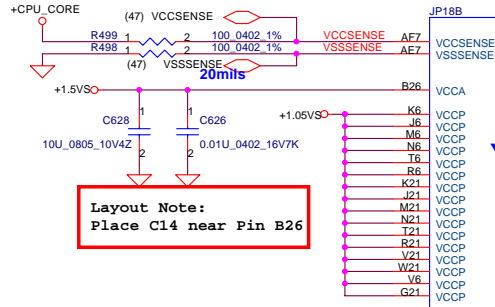 +CPU_CORE
(47) VCCSENSE
JP18B
R499 1 2 100_0402_1% VCCSENSE AF7 VCCSENSE
R498 1 2 100_0402_1% VSSSENSE AE7 VSSSENSE
(47) VSSSENSE
20mils
+1.5VS B26 VCCA
+1.05VS K6 VCCP
J6 VCCP
M6 VCCP
N6 VCCP
T6 VCCP
R6 VCCP
K21 VCCP
J21 VCCP
M21 VCCP
N21 VCCP
T21 VCCP
R21 VCCP
V21 VCCP
W21 VCCP
V6 VCCP
G21 VCCP
1 1
C628 C626
10U_0805_10V4Z 0.01U_0402_16V7K
2 2
Layout Note:
Place C14 near Pin B26